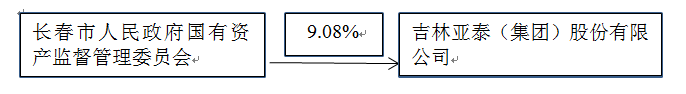 长春市人民政府国有资
产监督管理委员会
9.08%
吉林亚泰（集团）股份有限
公司